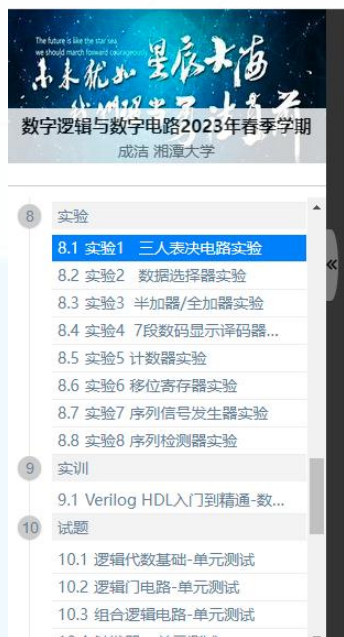 The future is like the star sea
we should march forward courageously
未来犹如星辰大海
数字逻辑与数字电路2023年春季学期
成洁 湘潭大学
8 实验
8.1 实验1 三人表决电路实验
8.2 实验2 数据选择器实验
8.3 实验3 半加器/全加器实验
8.4 实验4 7段数码显示译码器...
8.5 实验5 计数器实验
8.6 实验6 移位寄存器实验
8.7 实验7 序列信号发生器实验
8.8 实验8 序列检测器实验
9 实训
9.1 Verilog HDL入门到精通-数...
10 试题
10.1 逻辑代数基础-单元测试
10.2 逻辑门电路-单元测试
10.3 组合逻辑电路-单元测试